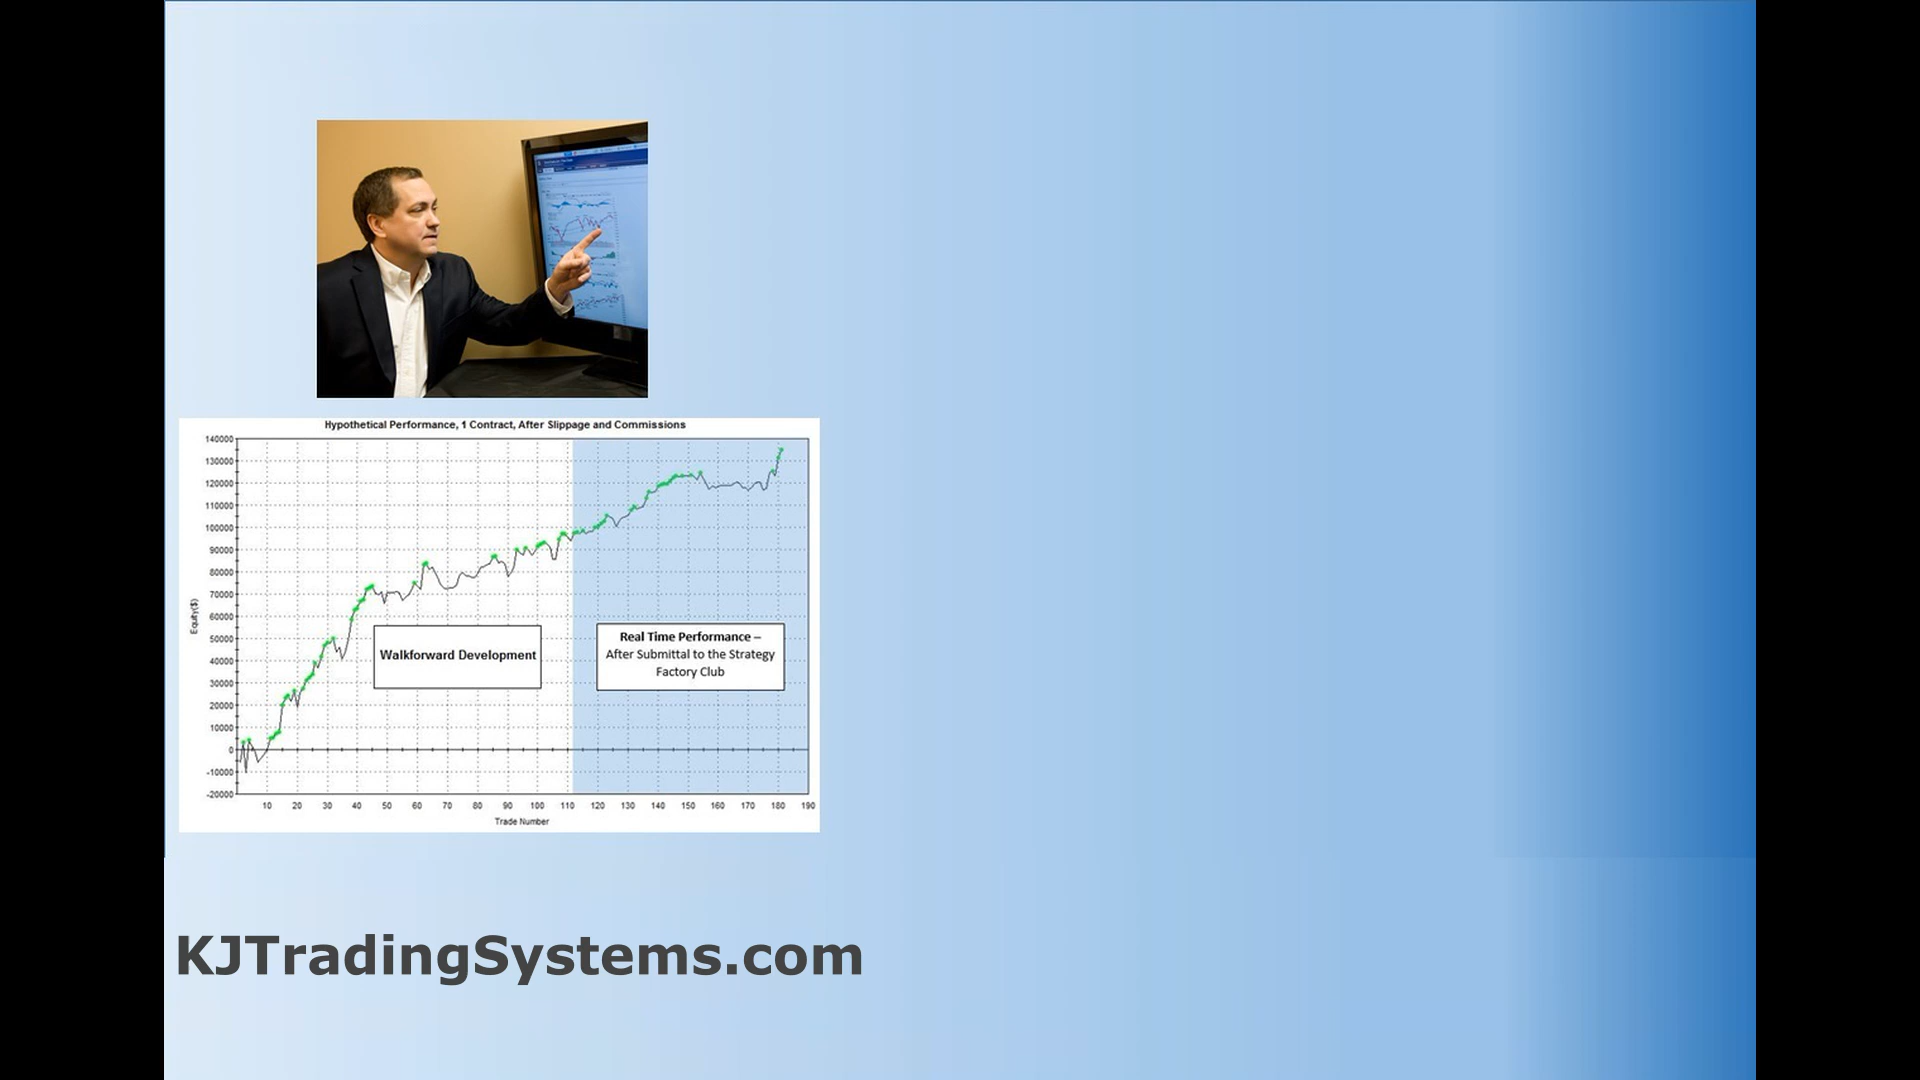 Hypothetical Performance, 1 Contract, After Slippage and Commissions
140000
130000
120000
110000
100000
90000
80000
70000
60000
50000
40000
30000
20000
10000
0
-10000
-20000
Equity($)
Walkforward Development
Real Time Performance –
After Submittal to the Strategy
Factory Club
10 20 30 40 50 60 70 80 90 100 110 120 130 140 150 160 170 180 190
Trade Number
KJTradingSystems.com